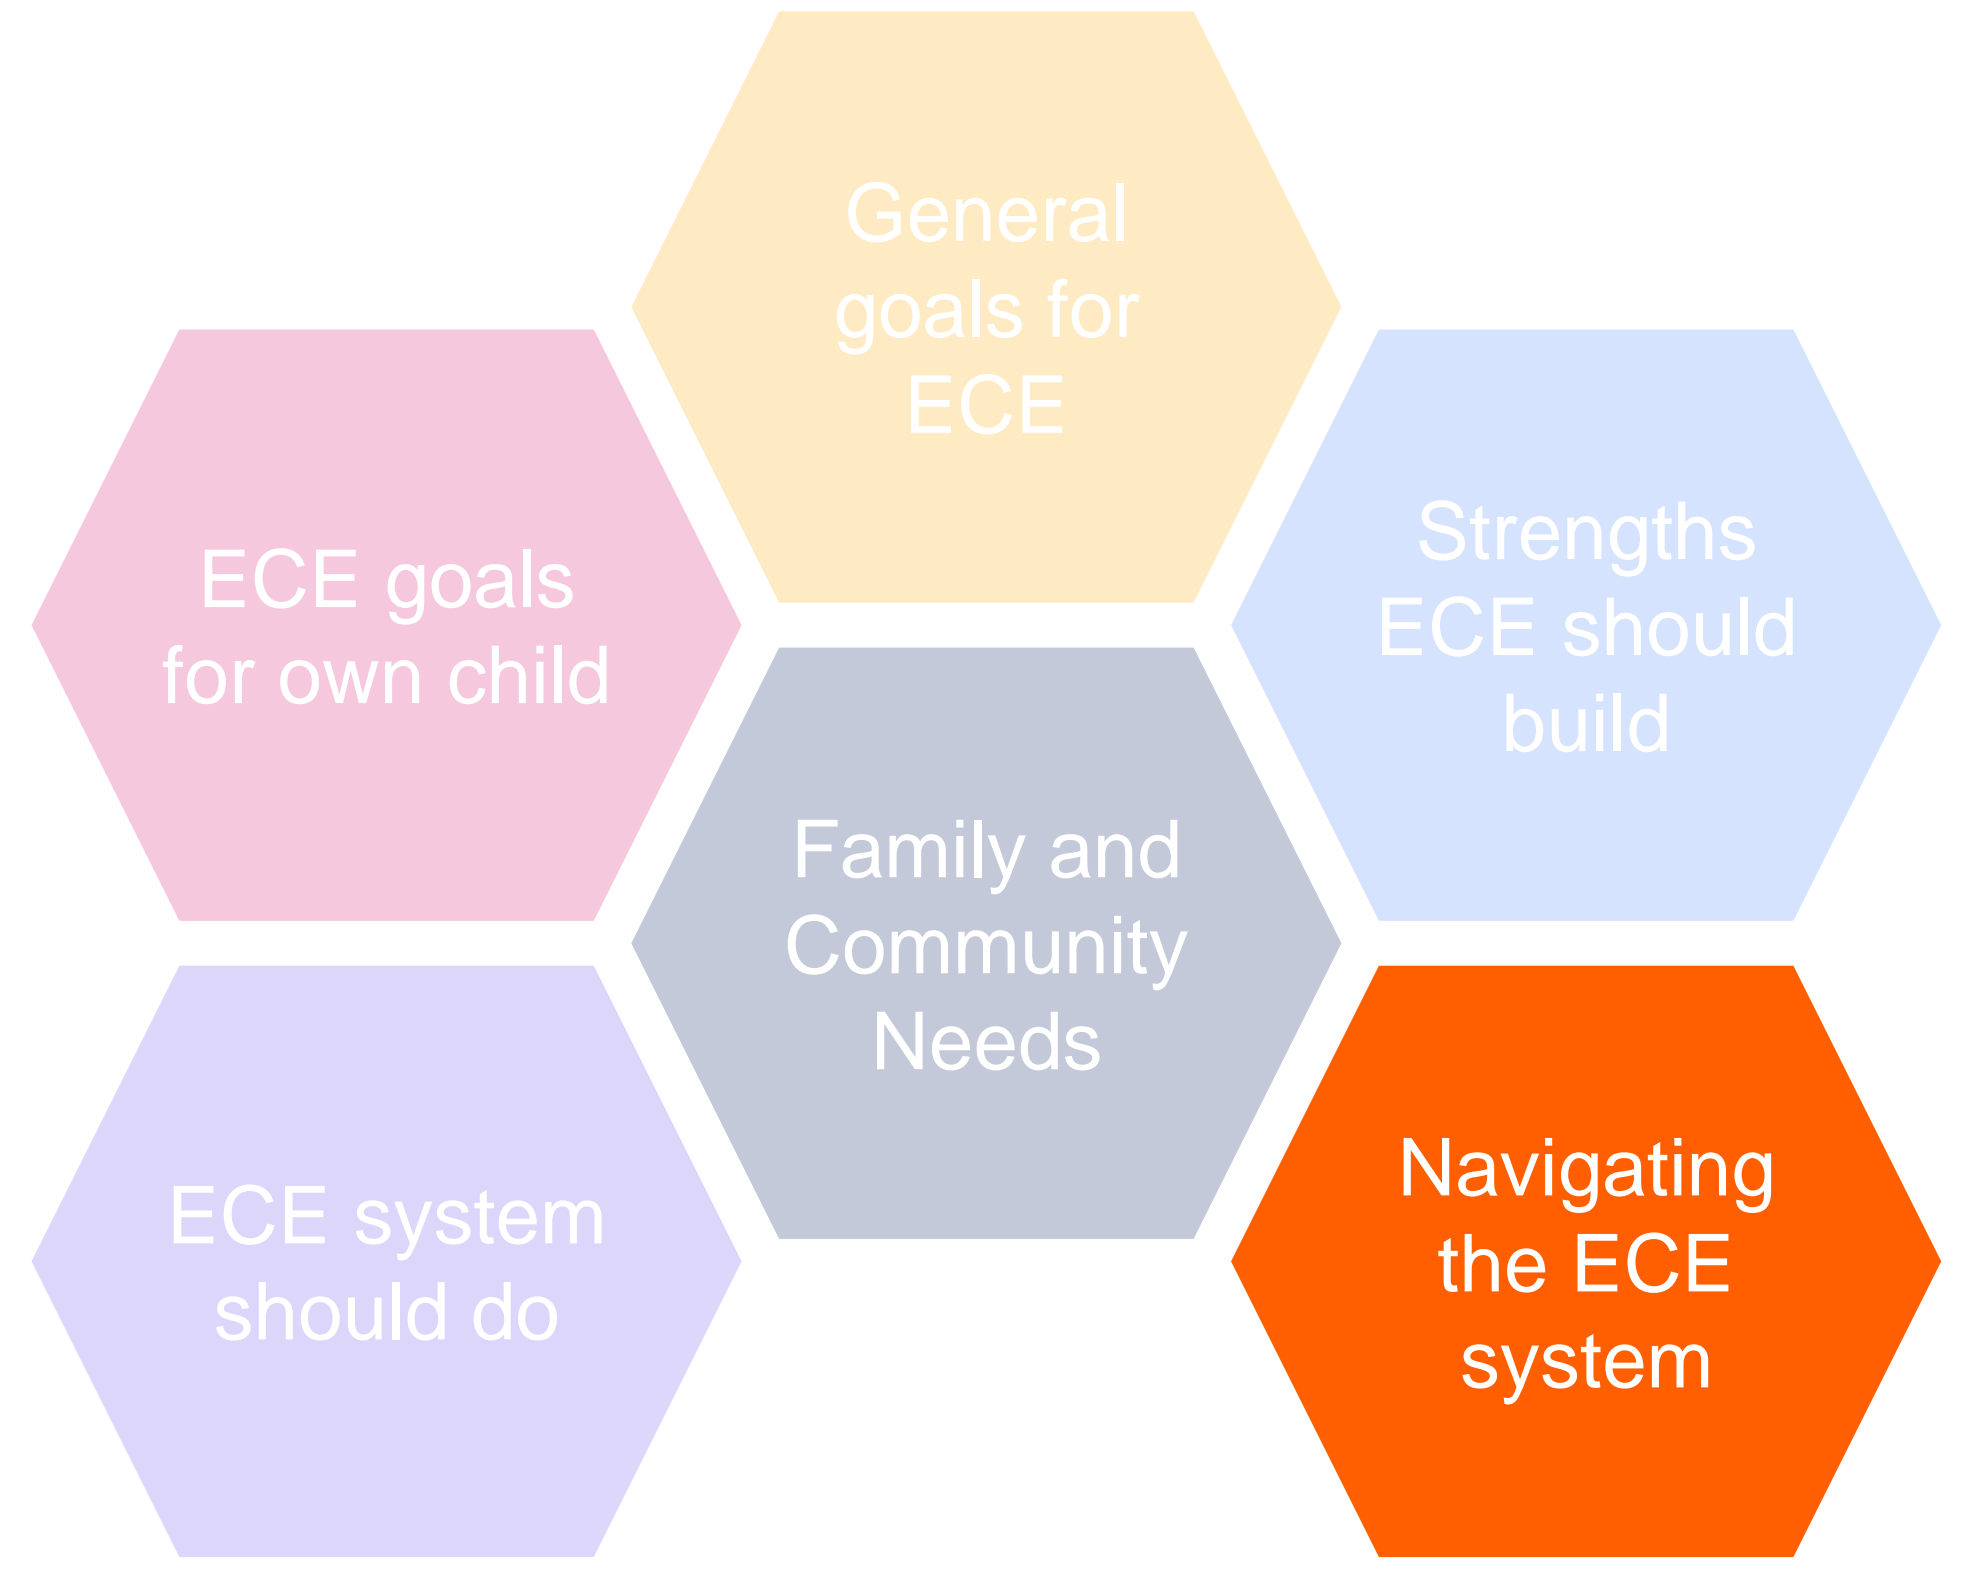 General
goals for
ECE
ECE goals
for own child
Strengths
ECE should
build
Family and
Community
Needs
ECE system
should do
Navigating
the ECE
system